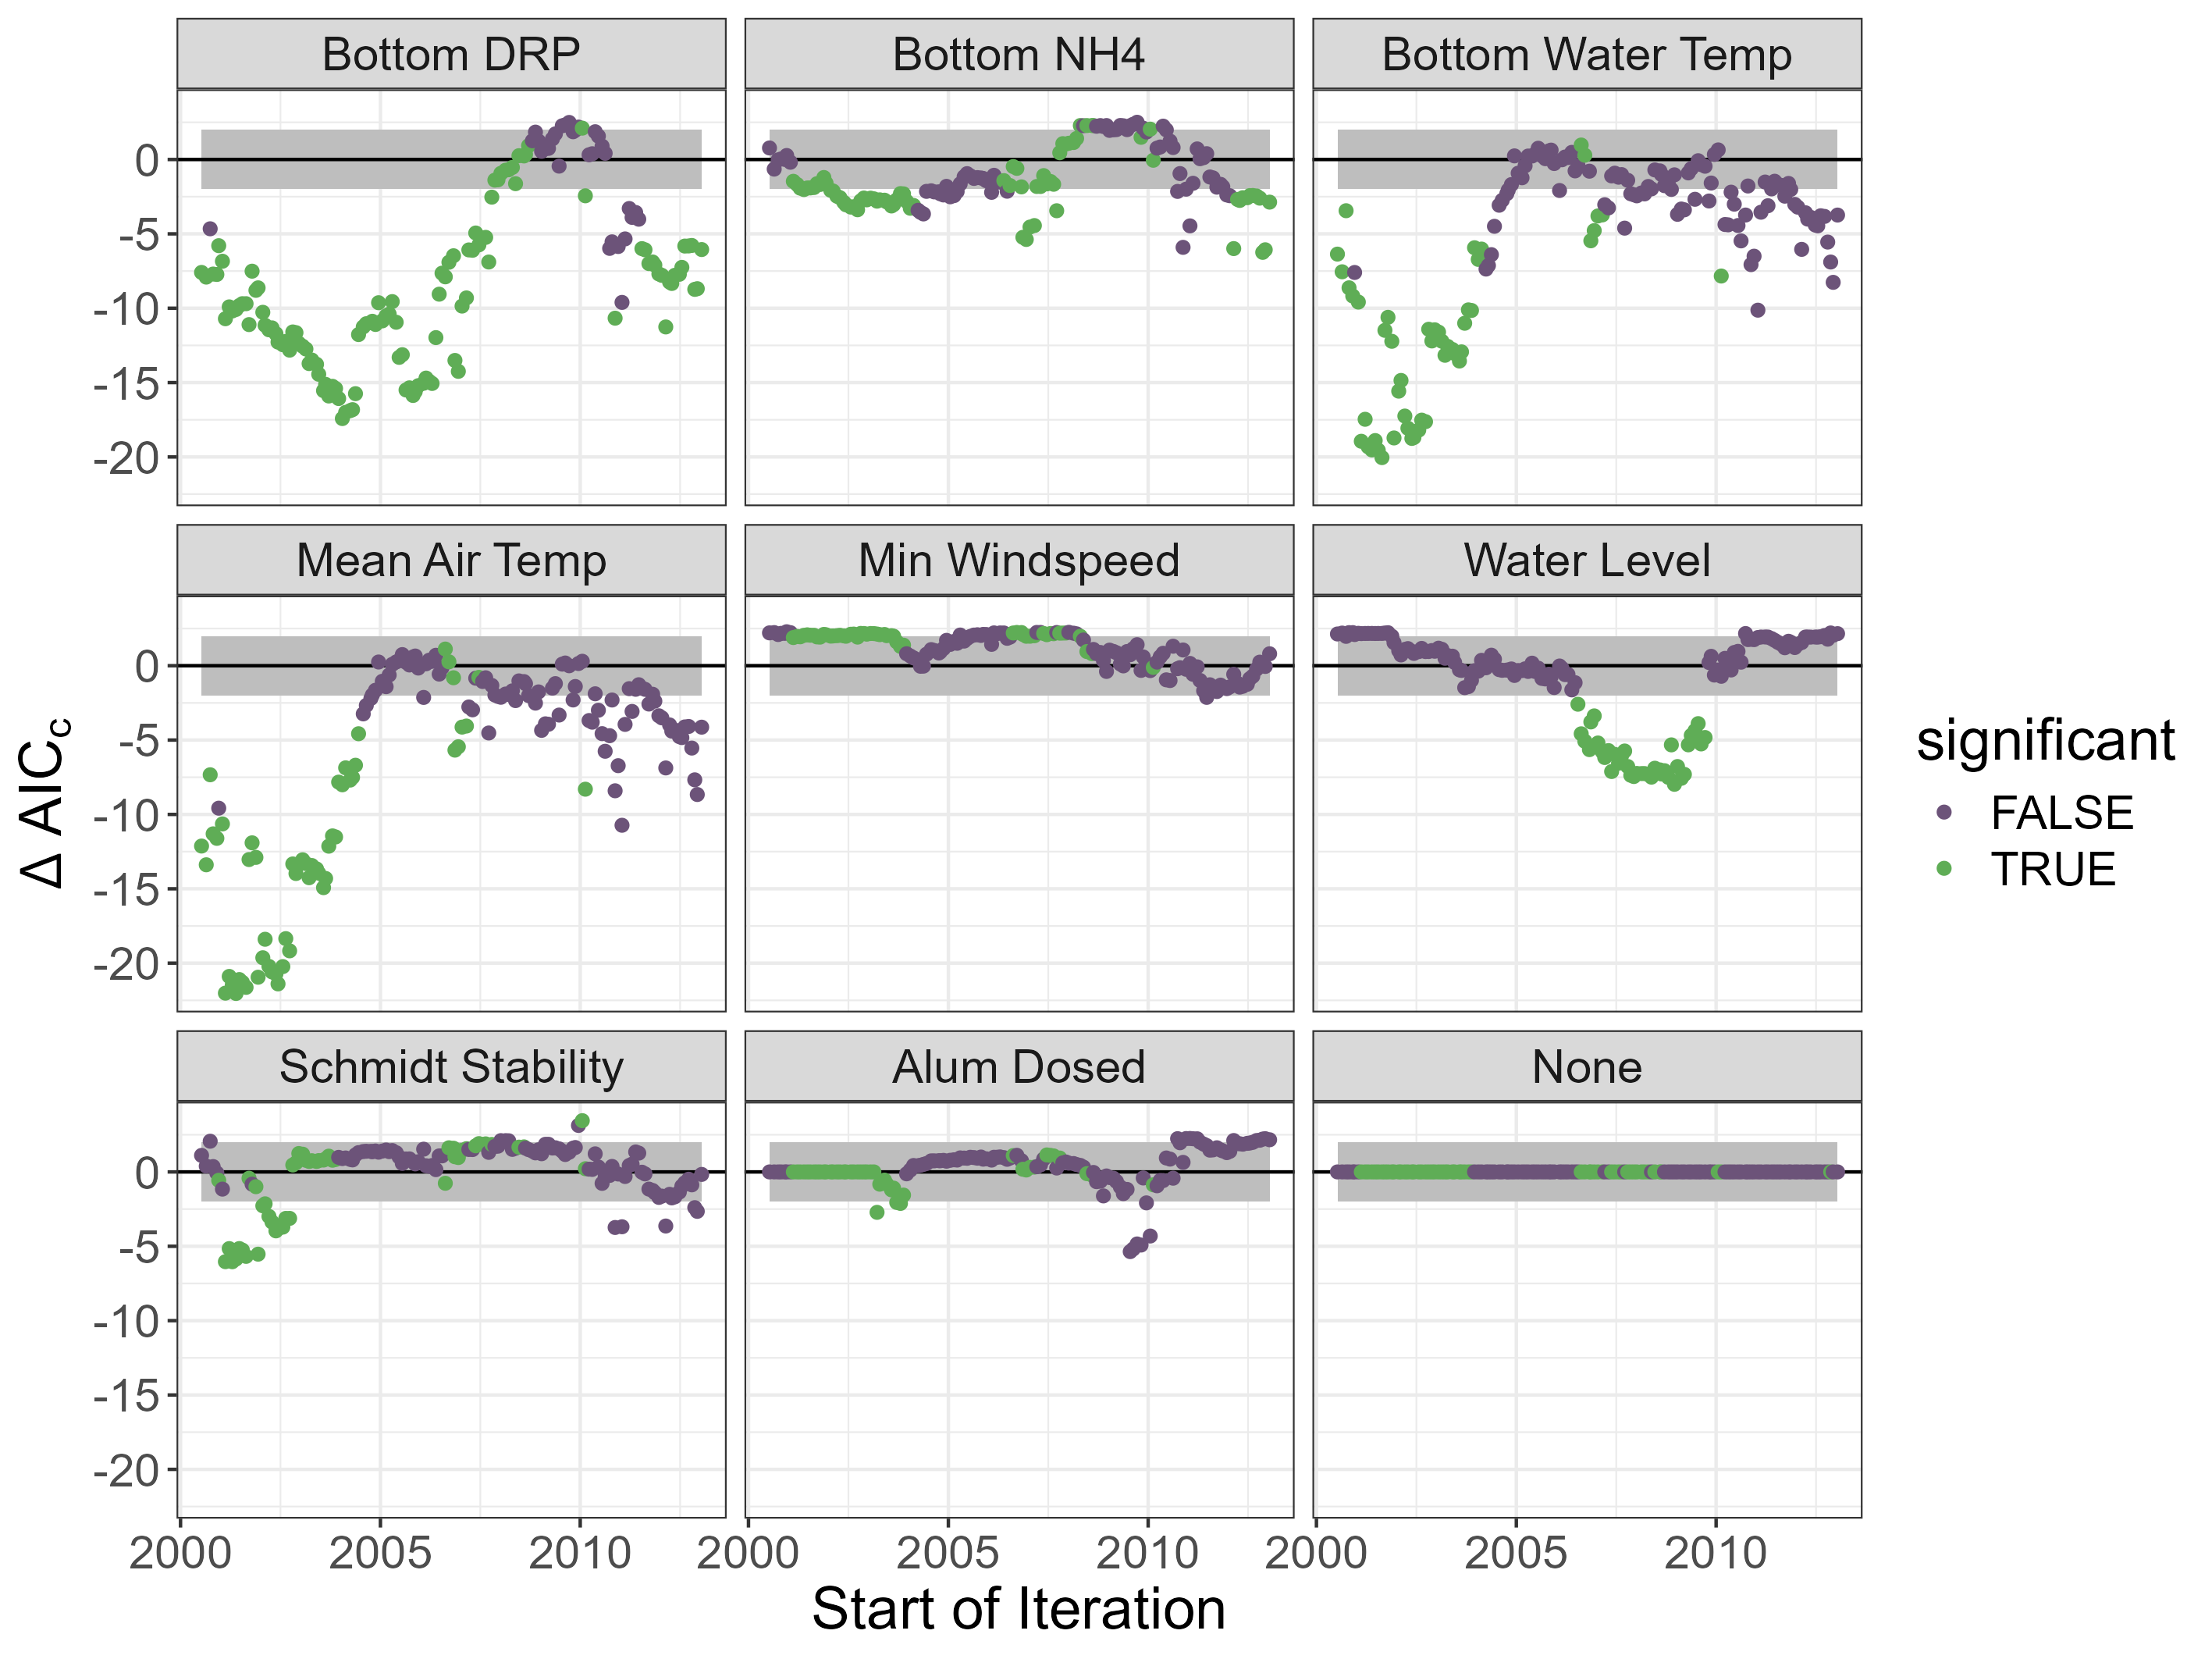 Bottom DRP
Bottom NH4
Bottom Water Temp
0
-5
-10
-15
-20
Mean Air Temp
Min Windspeed
Water Level
0
-5
-10
-15
-20
Schmidt Stability
Alum Dosed
None
0
-5
-10
-15
-20
2000 2005 2010 2000 2005 2010 2000 2005 2010
Start of Iteration
Δ AICc
significant
FALSE
TRUE